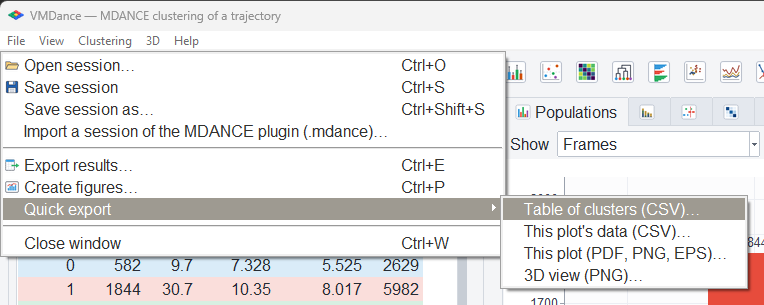 VMDance — MDANCE clustering of a trajectory
File View Clustering 3D Help
Open session… Ctrl+O
Save session Ctrl+S
Save session as… Ctrl+Shift+S
Import a session of the MDANCE plugin (.mdance)…
Export results… Ctrl+E
Create figures… Ctrl+P
Quick export
Close window Ctrl+W
Populations
Show Frames
Table of clusters (CSV)…
This plot's data (CSV)…
This plot (PDF, PNG, EPS)…
3D view (PNG)…
0 582 9.7 7.328 5.525 2629
1 1844 30.7 10.35 8.017 5982
1700